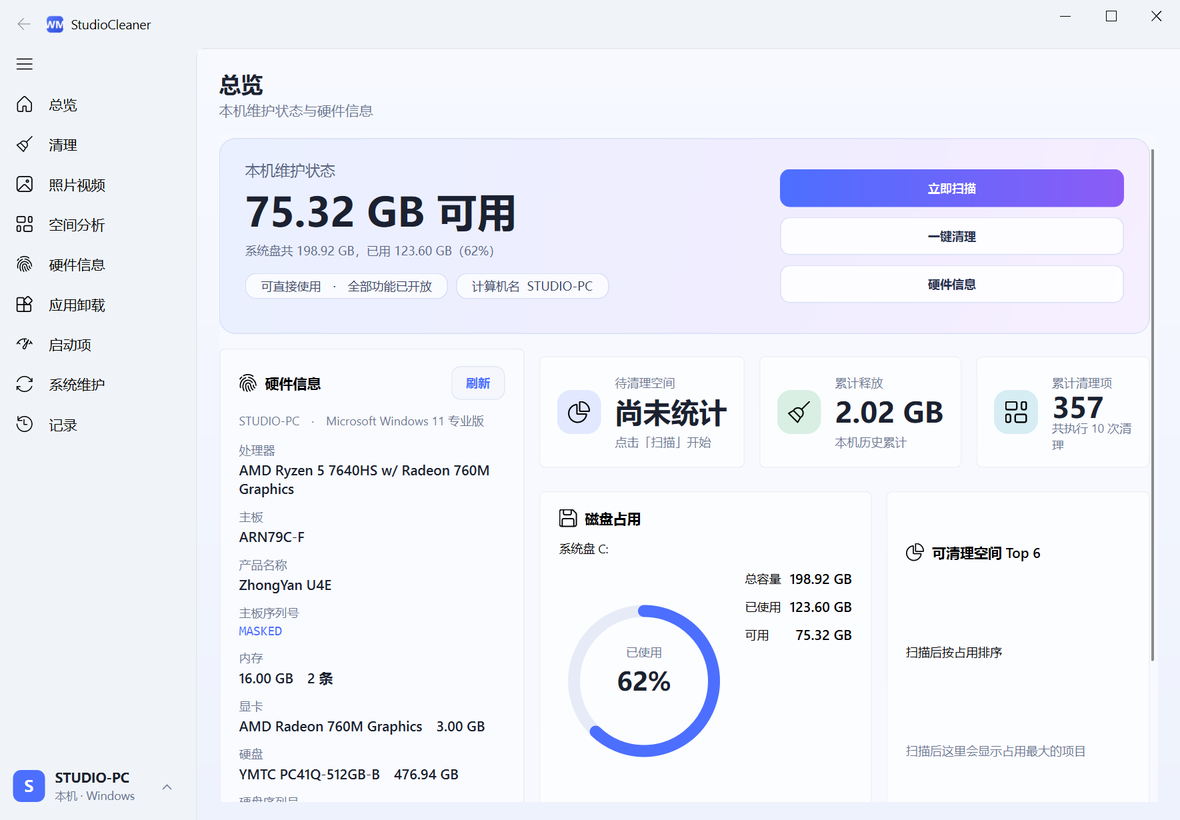 WM StudioCleaner
总览
清理
照片视频
空间分析
硬件信息
应用卸载
启动项
系统维护
记录
S
STUDIO-PC
本机 · Windows
总览
本机维护状态与硬件信息
本机维护状态
75.32 GB 可用
系统盘共 198.92 GB，已用 123.60 GB（62%）
可直接使用 · 全部功能已开放
计算机名 STUDIO-PC
立即扫描
一键清理
硬件信息
硬件信息
刷新
STUDIO-PC · Microsoft Windows 11 专业版
处理器
AMD Ryzen 5 7640HS w/ Radeon 760M
Graphics
主板
ARN79C-F
产品名称
ZhongYan U4E
主板序列号
MASKED
内存
16.00 GB 2 条
显卡
AMD Radeon 760M Graphics 3.00 GB
硬盘
YMTC PC41Q-512GB-B 476.94 GB
硬盘序列号
待清理空间
尚未统计
点击「扫描」开始
累计释放
2.02 GB
本机历史累计
累计清理项
357
共执行 10 次清
理
磁盘占用
系统盘 C:
总容量 198.92 GB
已使用 123.60 GB
可用 75.32 GB
已使用
62%
可清理空间 Top 6
扫描后按占用排序
扫描后这里会显示占用最大的项目